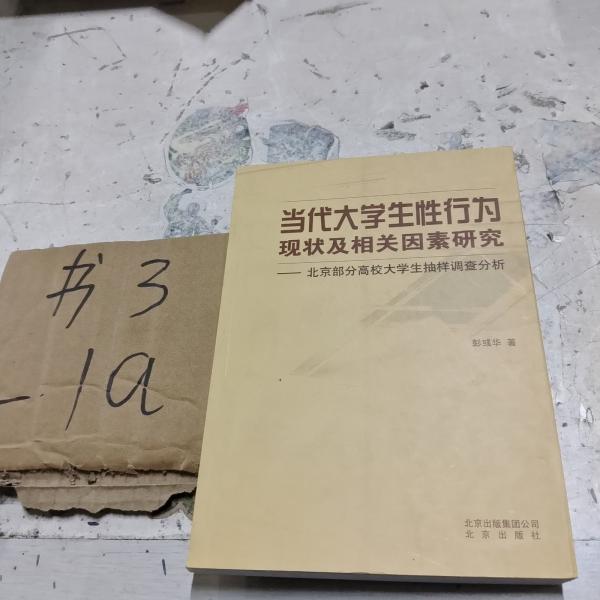 书3
-1a
当代大学生性行为
现状及相关因素研究
——北京部分高校大学生抽样调查分析
彭彧华 著
北京出版集团公司
北京出版社